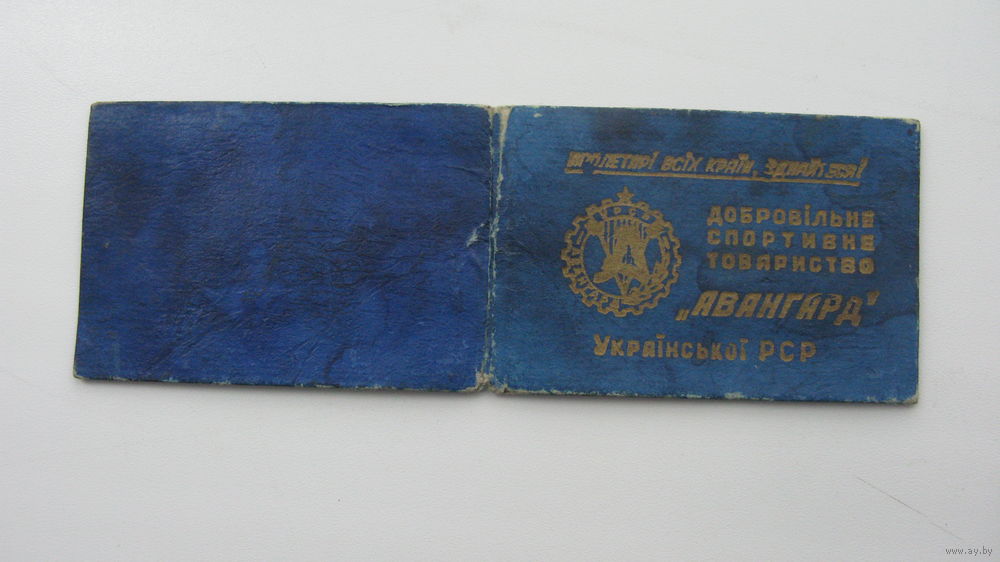 Пролетарі всіх країн, єднайтеся!
ДОБРОВІЛЬНЕ
СПОРТИВНЕ
ТОВАРИСТВО
„АВАНГАРД"
Української РСР
www.ay.by